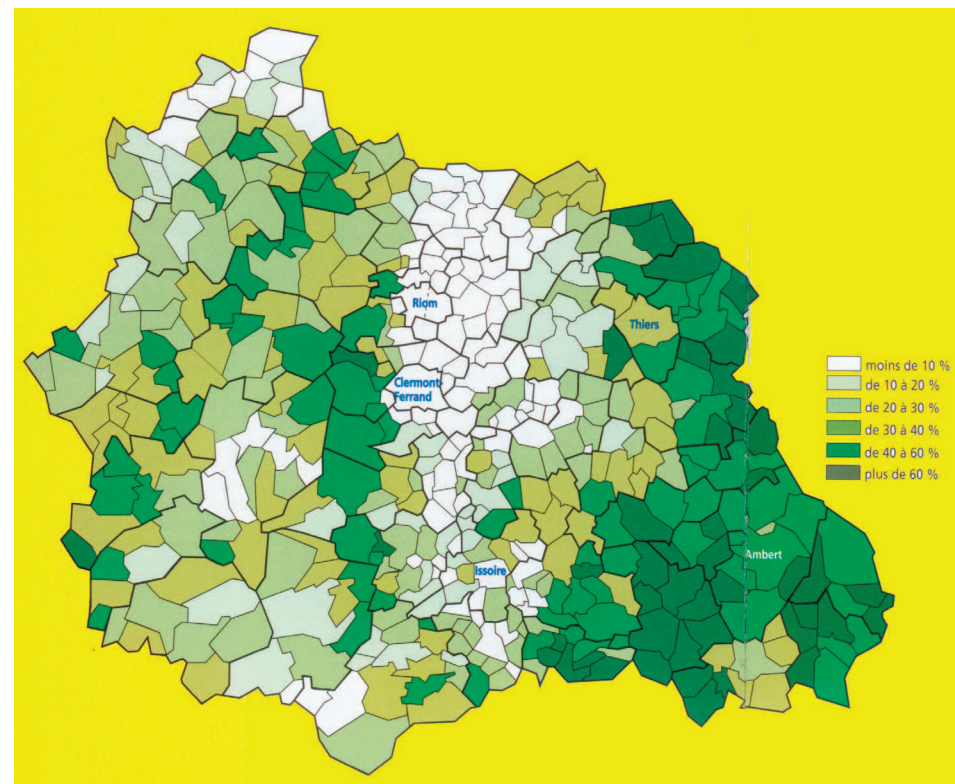 Riom
Thiers
Clermont-
Ferrand
Issoire
Ambert
moins de 10 %
de 10 à 20 %
de 20 à 30 %
de 30 à 40 %
de 40 à 60 %
plus de 60 %